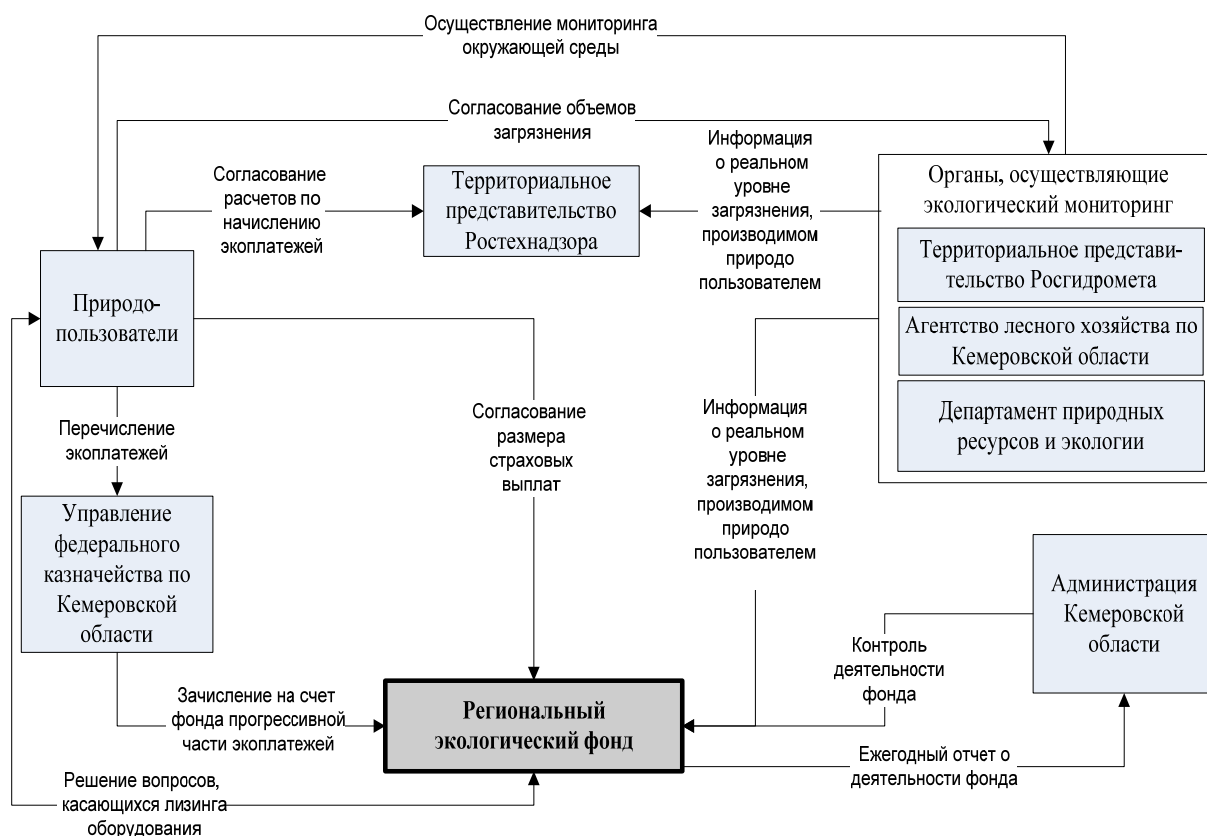 Осуществление мониторинга
окружающей среды
Согласование объемов
загрязнения
Согласование
расчетов по
начислению
экоплатежей
Территориальное
представительство
Ростехнадзора
Информация
о реальном
уровне
загрязнения,
производимом
природо
пользователем
Органы, осуществляющие
экологический мониторинг
Территориальное представи-
тельство Росгидромета
Агентство лесного хозяйства по
Кемеровской области
Департамент природных
ресурсов и экологии
Природо-
пользователи
Перечисление
экоплатежей
Согласование
размера
страховых
выплат
Информация
о реальном
уровне
загрязнения,
производимом
природо
пользователем
Управление
федерального
казначейства по
Кемеровской
области
Администрация
Кемеровской
области
Контроль
деятельности
фонда
Зачисление на счет
фонда прогрессивной
части экоплатежей
Региональный
экологический фонд
Ежегодный отчет о
деятельности фонда
Решение вопросов,
касающихся лизинга
оборудования